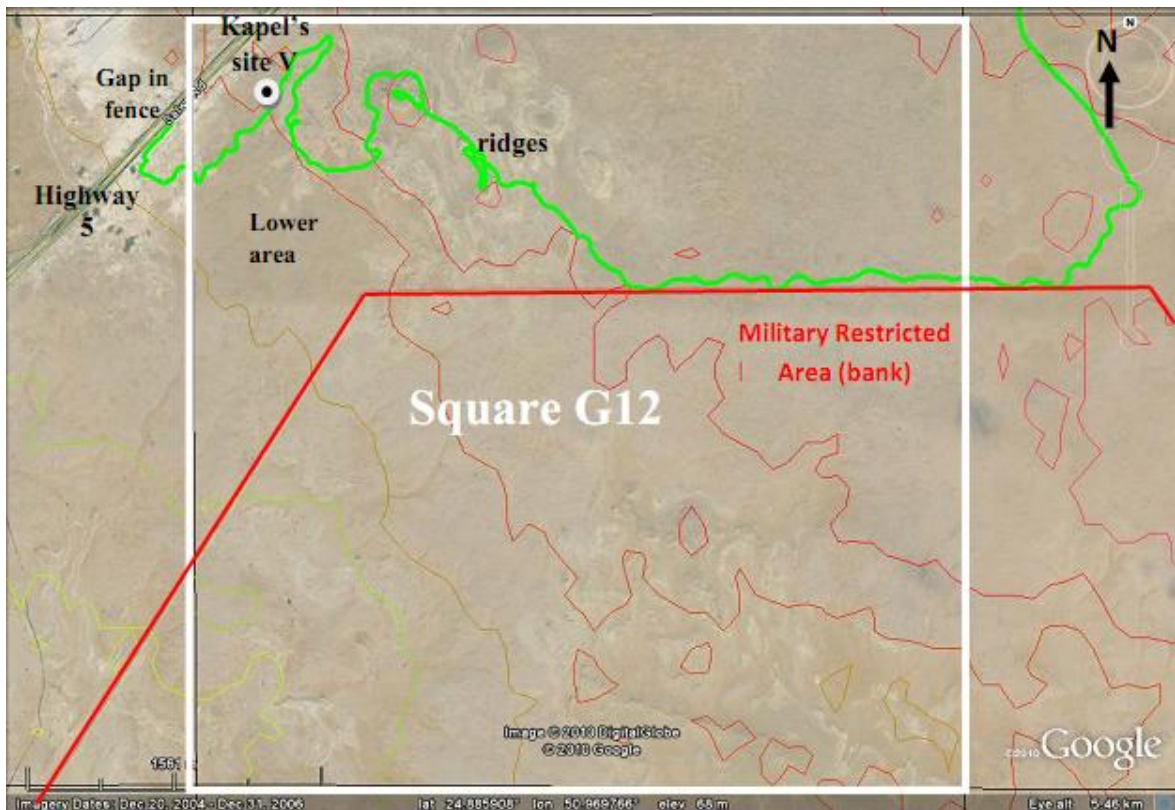 Kapel's
site V
Gap in
fence
N
N
ridges
Highway
5
Lower
area
Military Restricted
Area (bank)
Square G12
Image © 2010 DigitalGlobe
© 2010 Google
©2010 Google
Imagery Dates: Dec 20, 2004 - Dec 31, 2006
lat 24.885908° lon 50.969766° elev 68 m
Eye alt 5.46 km